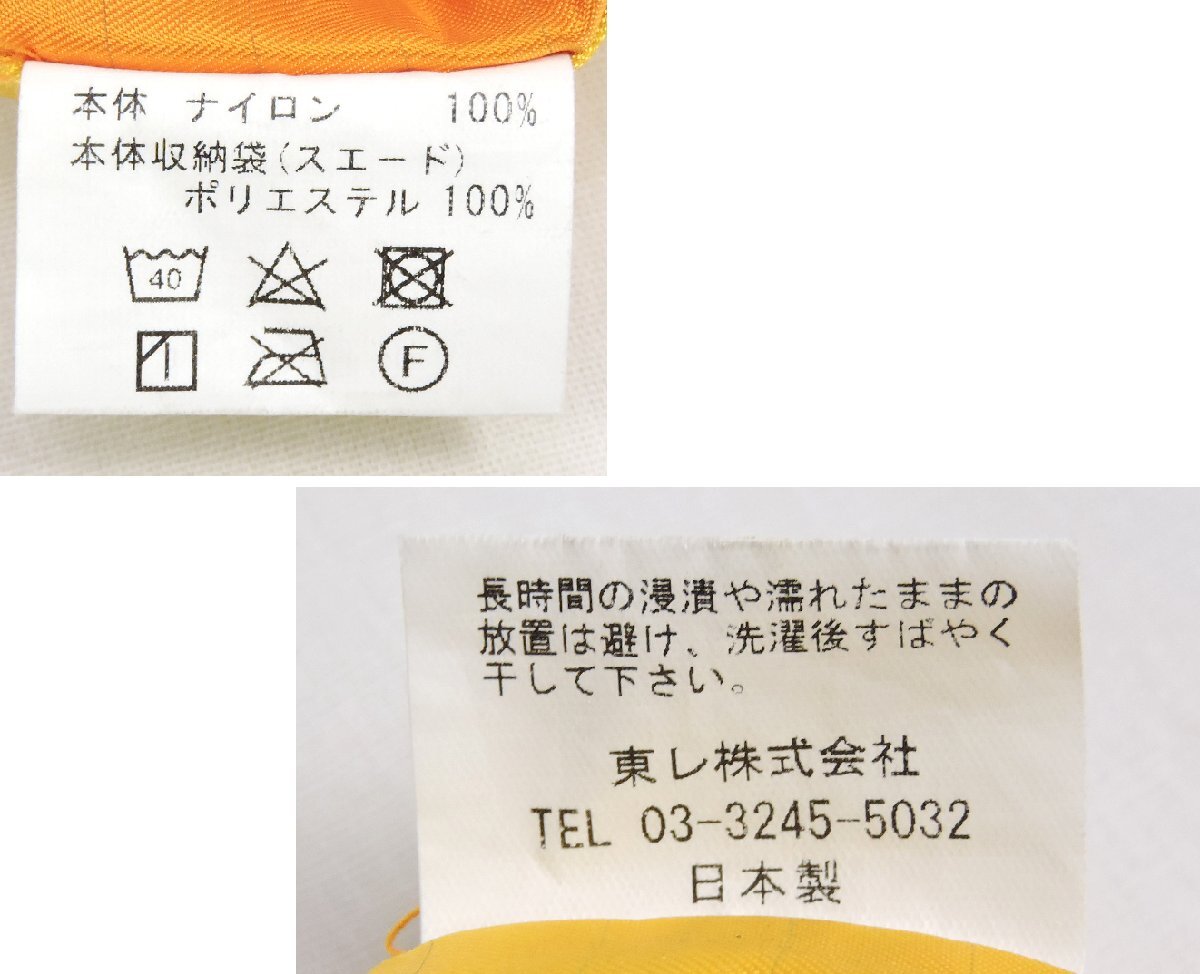 本体 ナイロン 100%
本体収納袋(スエード)
ポリエステル 100%
40
F
長時間の浸漬や濡れたままの
放置は避け、洗濯後すばやく
干して下さい。
東レ株式会社
TEL 03-3245-5032
日本製